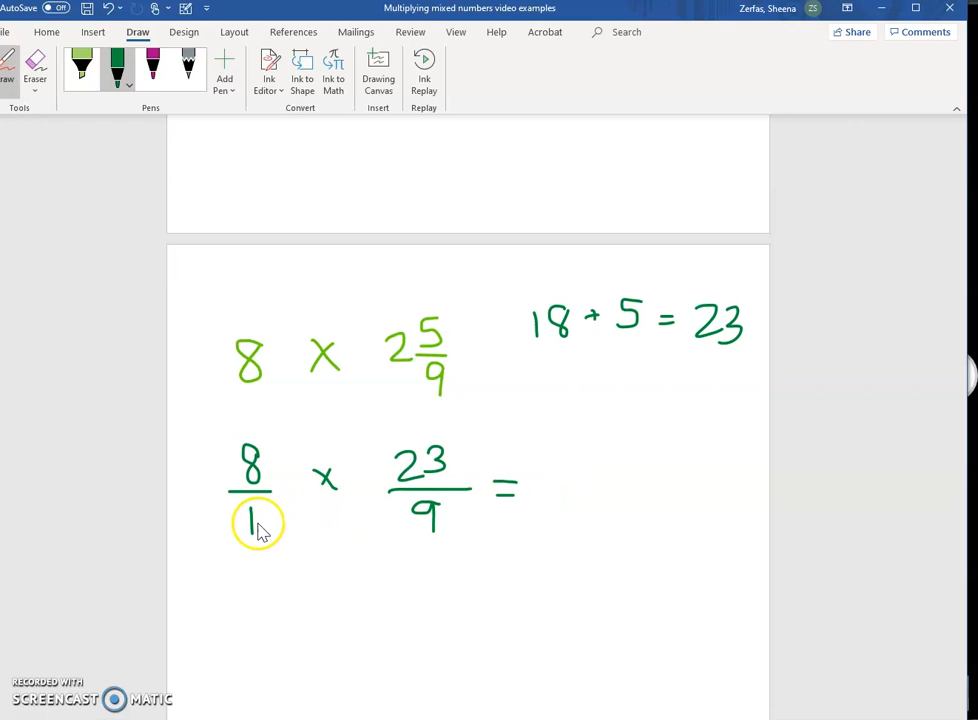 AutoSave Off Multiplying mixed numbers video examples Zerfas, Sheena ZS
ile Home Insert Draw Design Layout References Mailings Review View Help Acrobat Search Share Comments
raw Eraser Add Pen Ink Editor Ink to Shape Ink to Math Drawing Canvas Ink Replay
Tools Pens Convert Insert Replay
18 + 5 = 23
8 x 2 5/9
8/1 x 23/9 =
RECORDED WITH
SCREENCAST MATIC